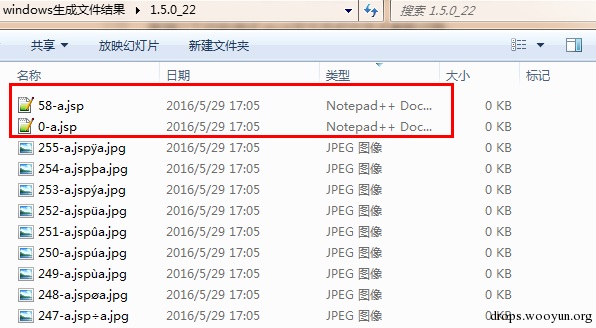 windows生成文件结果 ▸ 1.5.0_22 搜索 1.5.0_22
共享 放映幻灯片 新建文件夹
名称 日期 类型 大小 标记
58-a.jsp 2016/5/29 17:05 Notepad++ Doc... 0 KB
0-a.jsp 2016/5/29 17:05 Notepad++ Doc... 0 KB
255-a.jspÿa.jpg 2016/5/29 17:05 JPEG 图像 0 KB
254-a.jspþa.jpg 2016/5/29 17:05 JPEG 图像 0 KB
253-a.jspýa.jpg 2016/5/29 17:05 JPEG 图像 0 KB
252-a.jspüa.jpg 2016/5/29 17:05 JPEG 图像 0 KB
251-a.jspûa.jpg 2016/5/29 17:05 JPEG 图像 0 KB
250-a.jspúa.jpg 2016/5/29 17:05 JPEG 图像 0 KB
249-a.jspùa.jpg 2016/5/29 17:05 JPEG 图像 0 KB
248-a.jspøa.jpg 2016/5/29 17:05 JPEG 图像 0 KB
247-a.jsp÷a.jpg 2016/5/29 17:05 JPEG 图像 0 KB
drops.wooyun.org